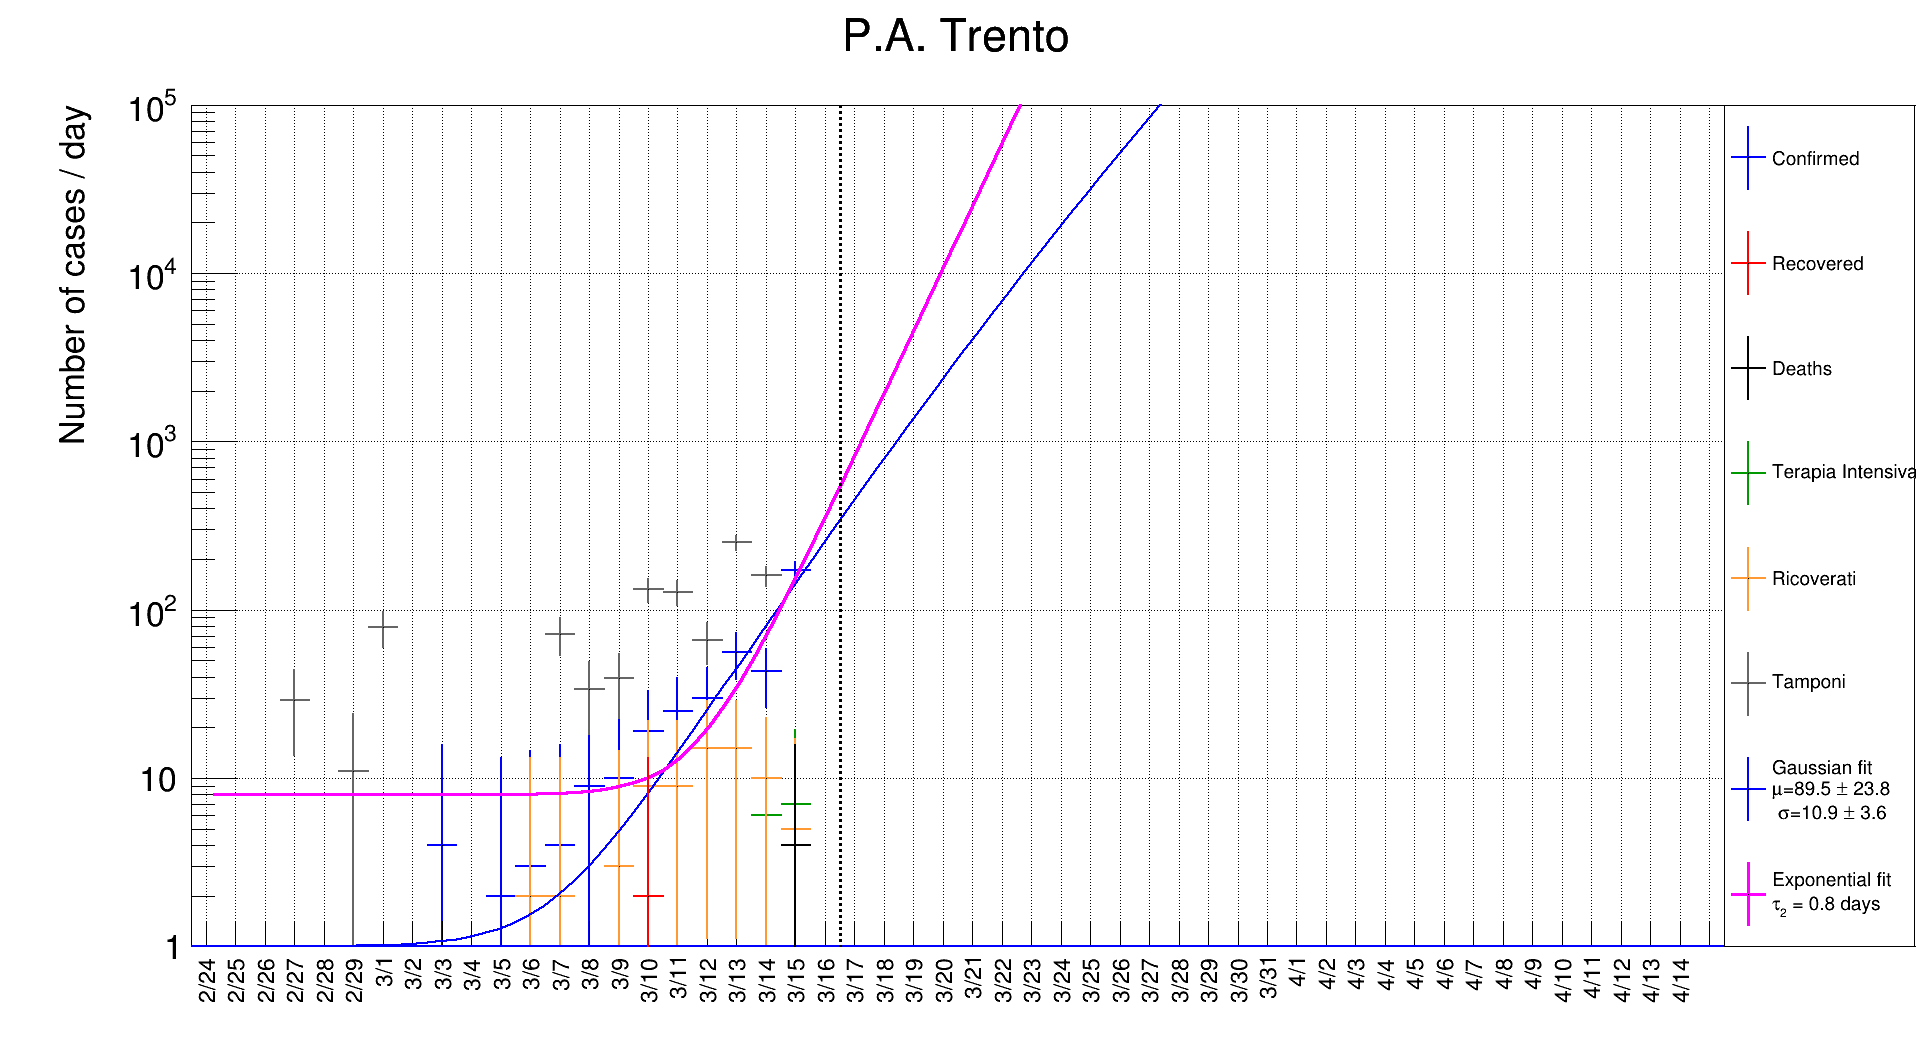 P.A. Trento
Number of cases / day
10^5
10^4
10^3
10^2
10
1
2/24 2/25 2/26 2/27 2/28 2/29 3/1 3/2 3/3 3/4 3/5 3/6 3/7 3/8 3/9 3/10 3/11 3/12 3/13 3/14 3/15 3/16 3/17 3/18 3/19 3/20 3/21 3/22 3/23 3/24 3/25 3/26 3/27 3/28 3/29 3/30 3/31 4/1 4/2 4/3 4/4 4/5 4/6 4/7 4/8 4/9 4/10 4/11 4/12 4/13 4/14
Confirmed
Recovered
Deaths
Terapia Intensiva
Ricoverati
Tamponi
Gaussian fit
μ=89.5 ± 23.8
σ=10.9 ± 3.6
Exponential fit
τ_2 = 0.8 days